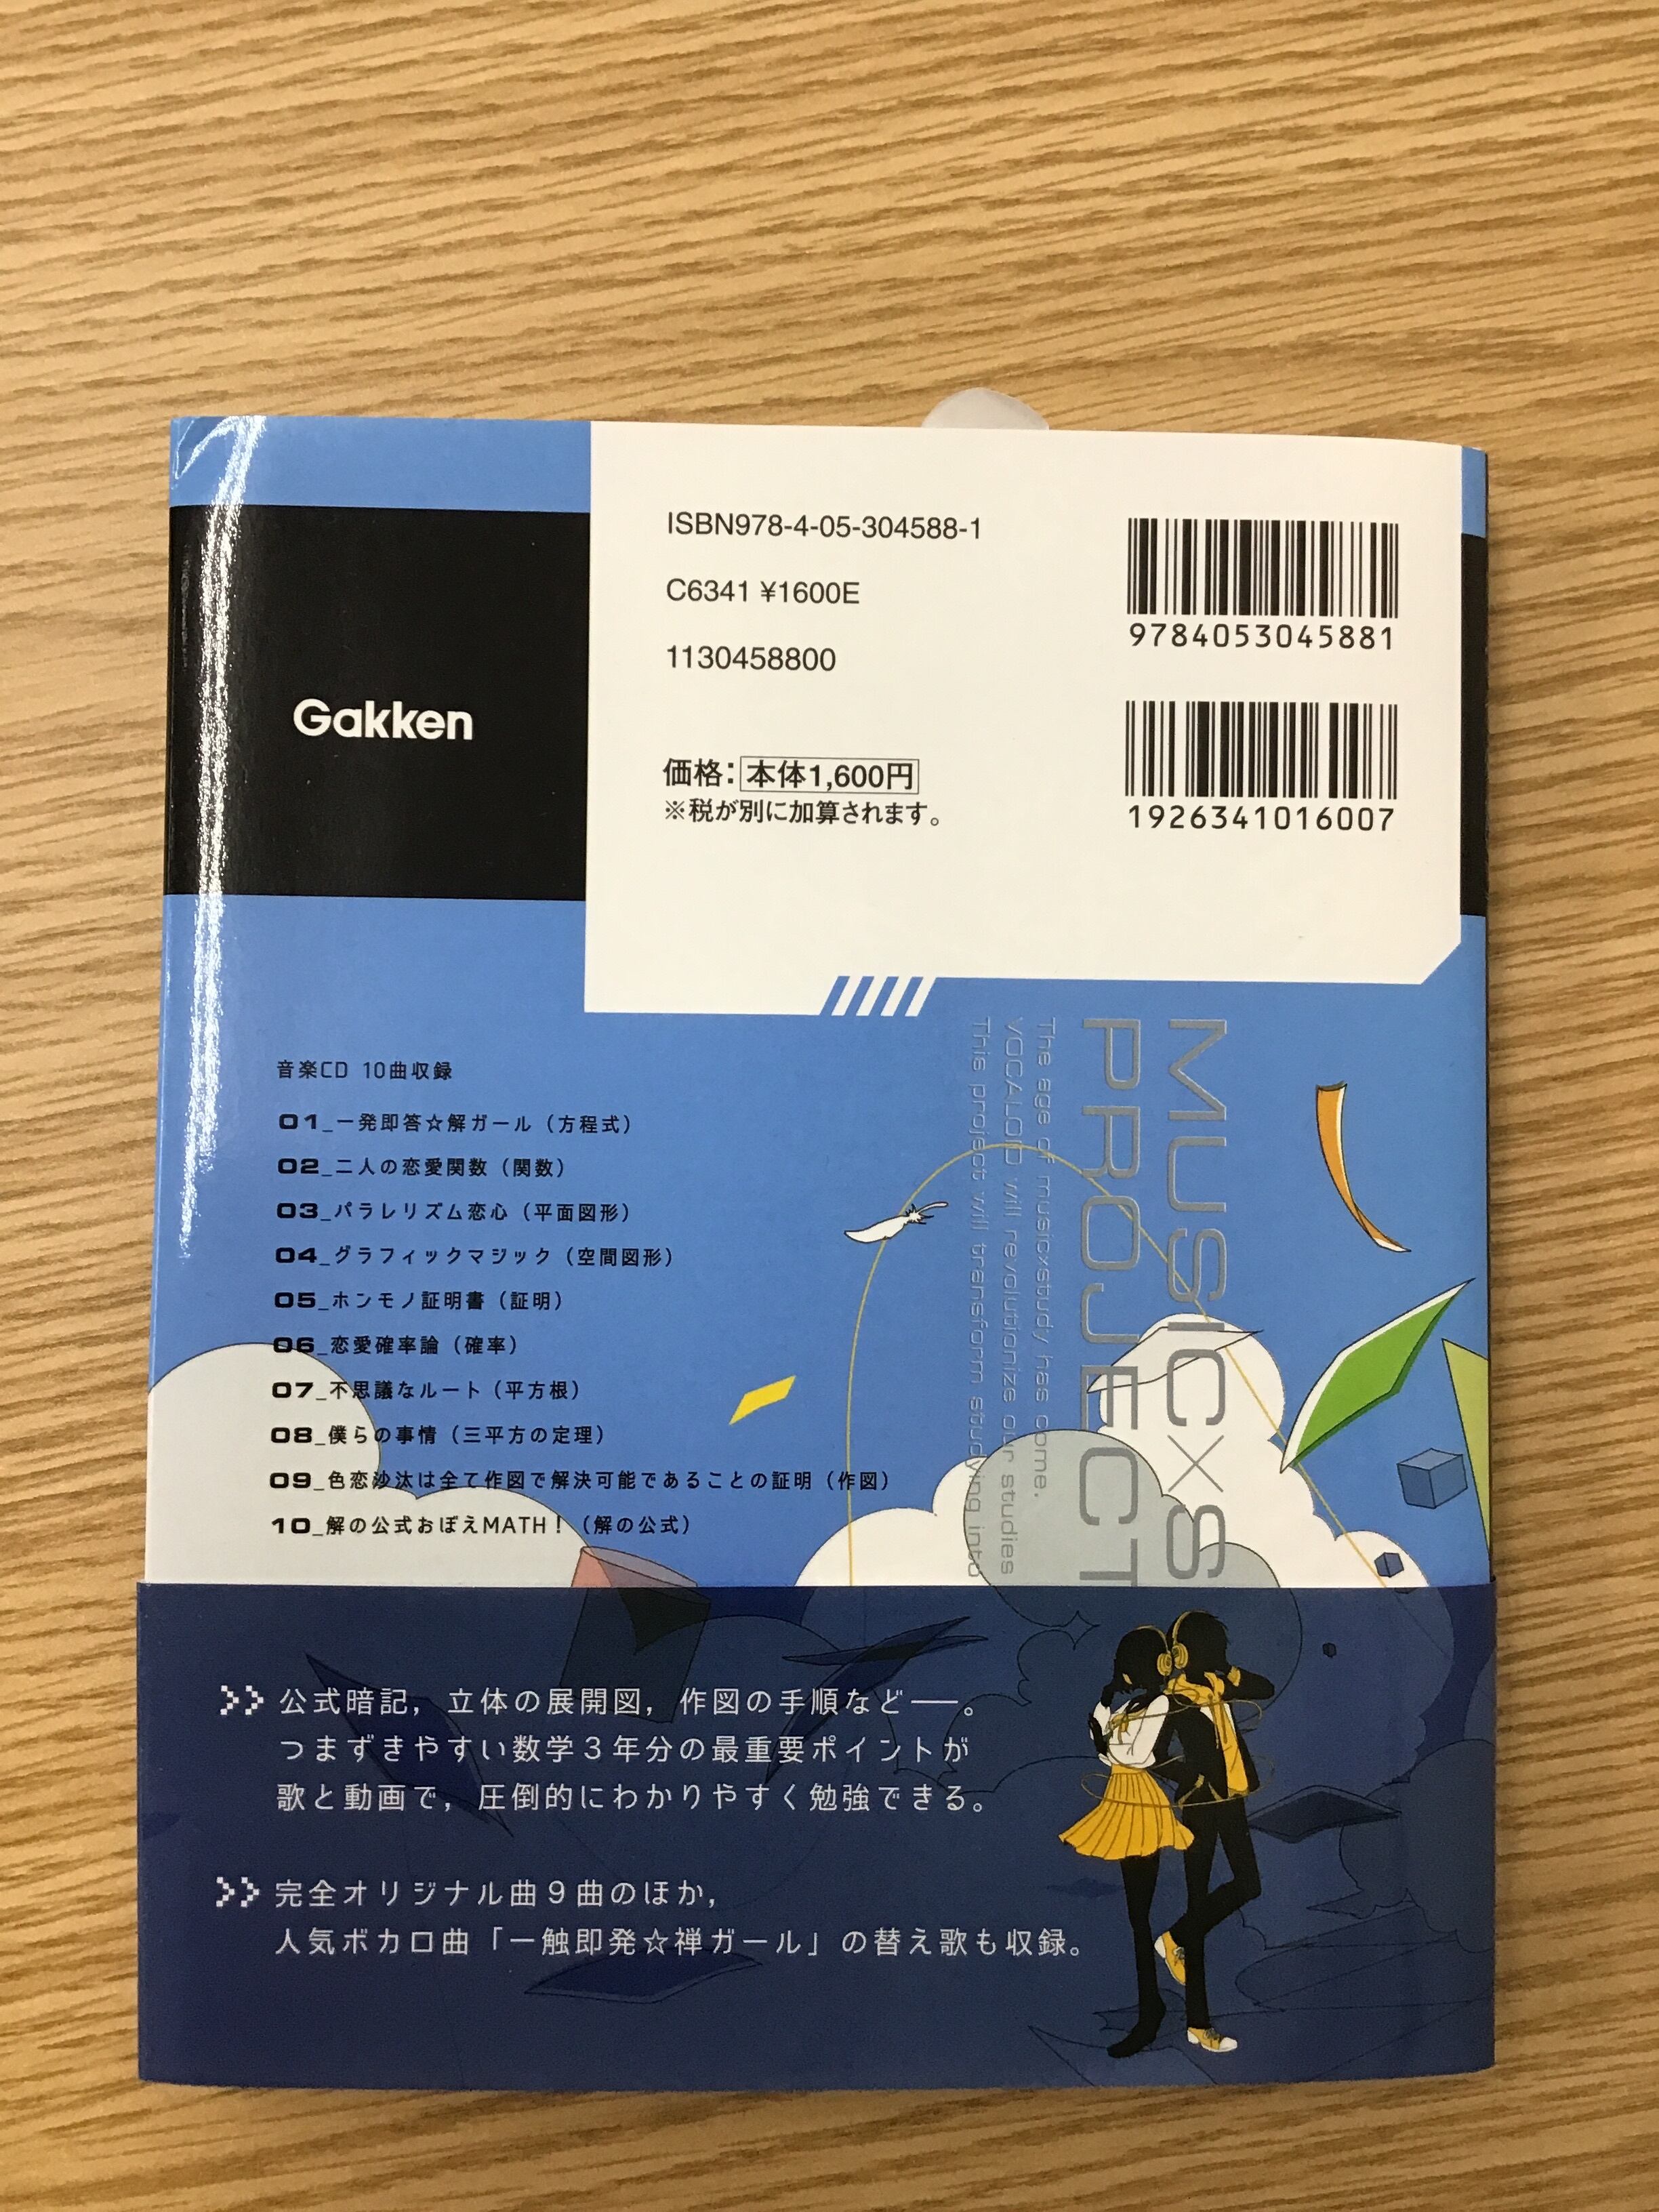 ISBN978-4-05-304588-1
C6341 ¥1600E
1130458800
価格：本体1,600円
※税が別に加算されます。
9784053045881
1926341016007
Gakken
音楽CD 10曲収録
01_一発即答☆解ガール（方程式）
02_二人の恋愛関数（関数）
03_パラレリズム恋心（平面図形）
04_グラフィックマジック（空間図形）
05_ホンモノ証明書（証明）
06_恋愛確率論（確率）
07_不思議なルート（平方根）
08_僕らの事情（三平方の定理）
09_色恋沙汰は全て作図で解決可能であることの証明（作図）
10_解の公式おぼえMATH！（解の公式）
MUSIC×S
PROJECT
The age of music×study has come.
VOCALOID will revolutionize our studies
This project will transform studying into
公式暗記，立体の展開図，作図の手順など──。
つまずきやすい数学３年分の最重要ポイントが
歌と動画で，圧倒的にわかりやすく勉強できる。
完全オリジナル曲９曲のほか，
人気ボカロ曲「一触即発☆禅ガール」の替え歌も収録。